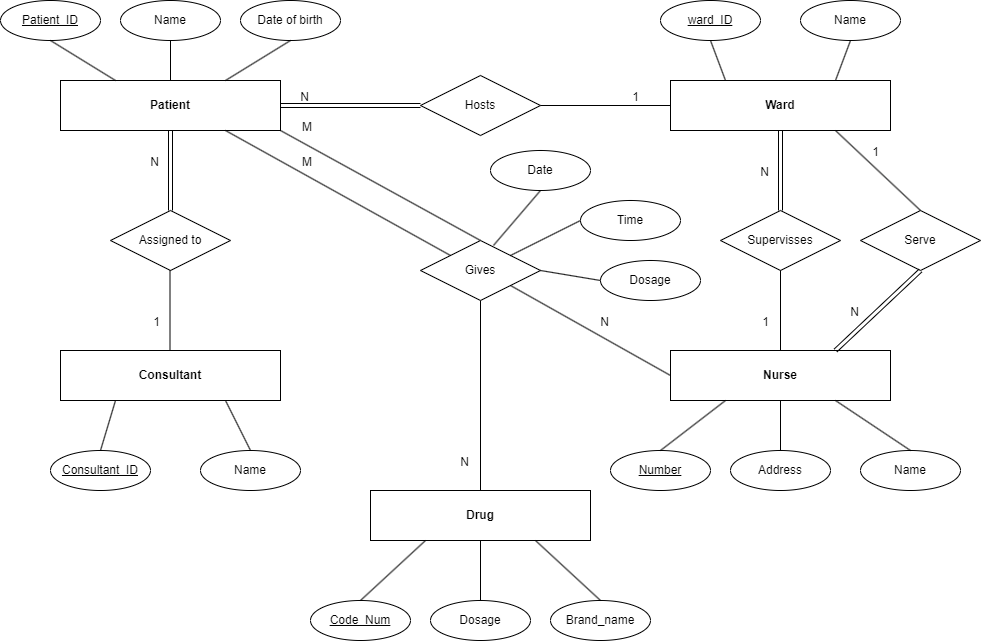 Patient_ID
Name
Date of birth
ward_ID
Name
Patient
N
Hosts
1
Ward
M
N
M
Date
N
1
Time
Assigned to
Supervisses
Serve
Gives
Dosage
1
N
1
N
Consultant
Nurse
Consultant_ID
Name
N
Number
Address
Name
Drug
Code_Num
Dosage
Brand_name